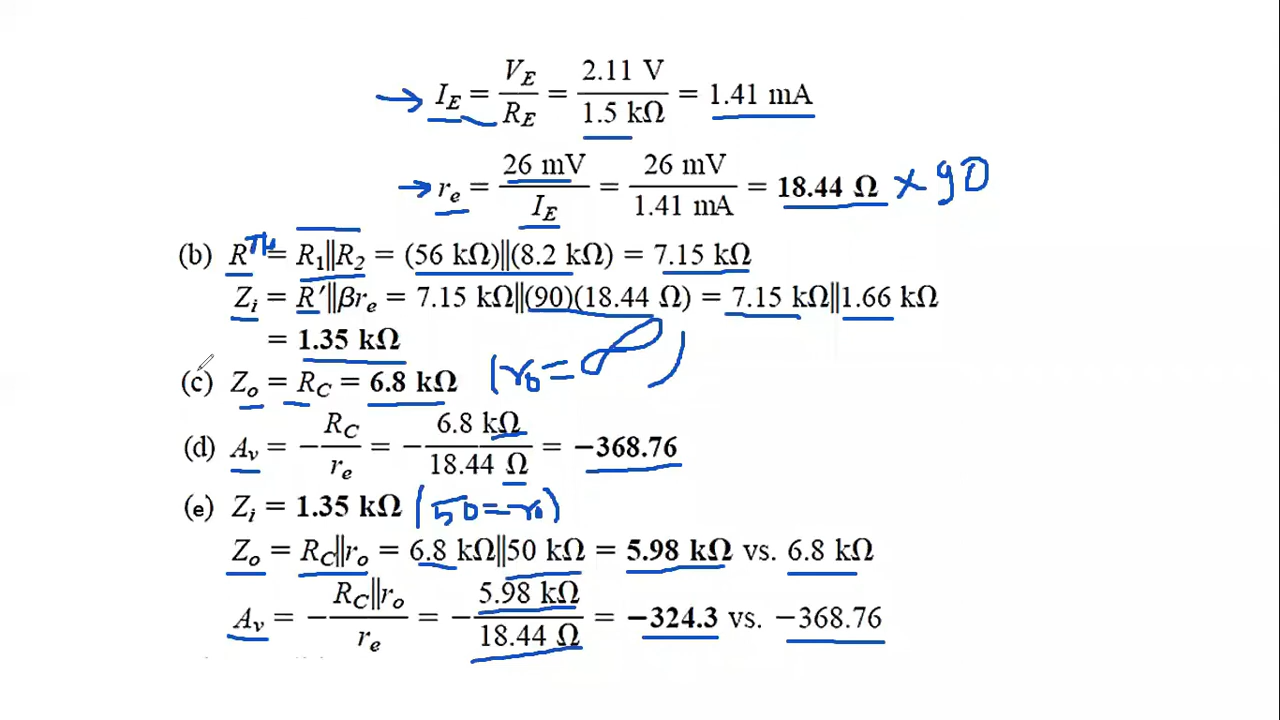 → I_E = V_E/R_E = 2.11 V/1.5 kΩ = 1.41 mA
→ r_e = 26 mV/I_E = 26 mV/1.41 mA = 18.44 Ω × 90
(b) R^Th = R₁||R₂ = (56 kΩ)||(8.2 kΩ) = 7.15 kΩ
Z_i = R′||βr_e = 7.15 kΩ||(90)(18.44 Ω) = 7.15 kΩ||1.66 kΩ
= 1.35 kΩ
(c) Z_o = R_C = 6.8 kΩ (r_o = ∞)
(d) A_v = −R_C/r_e = −6.8 kΩ/18.44 Ω = −368.76
(e) Z_i = 1.35 kΩ (50 = r_o)
Z_o = R_C||r_o = 6.8 kΩ||50 kΩ = 5.98 kΩ vs. 6.8 kΩ
A_v = −R_C||r_o/r_e = −5.98 kΩ/18.44 Ω = −324.3 vs. −368.76